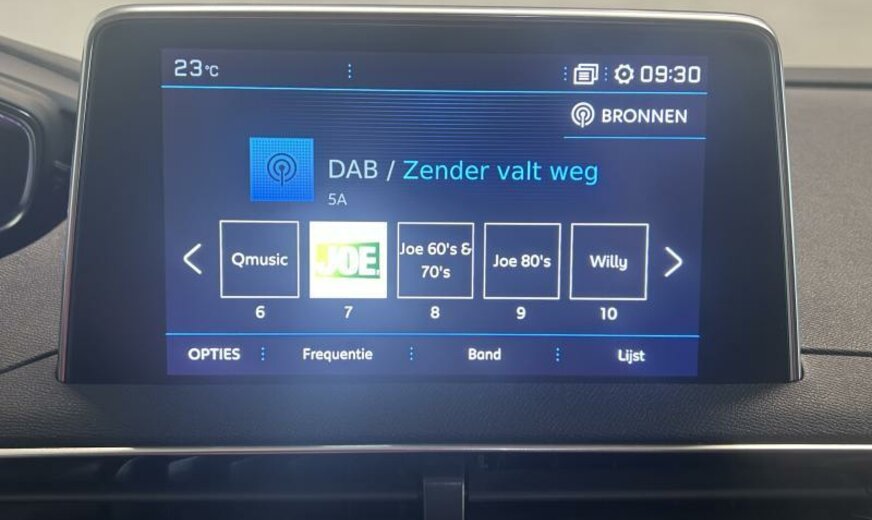 23°C 09:30
BRONNEN
DAB / Zender valt weg
5A
Qmusic
JOE
Joe 60's &
70's
Joe 80's
Willy
6 7 8 9 10
OPTIES Frequentie Band Lijst